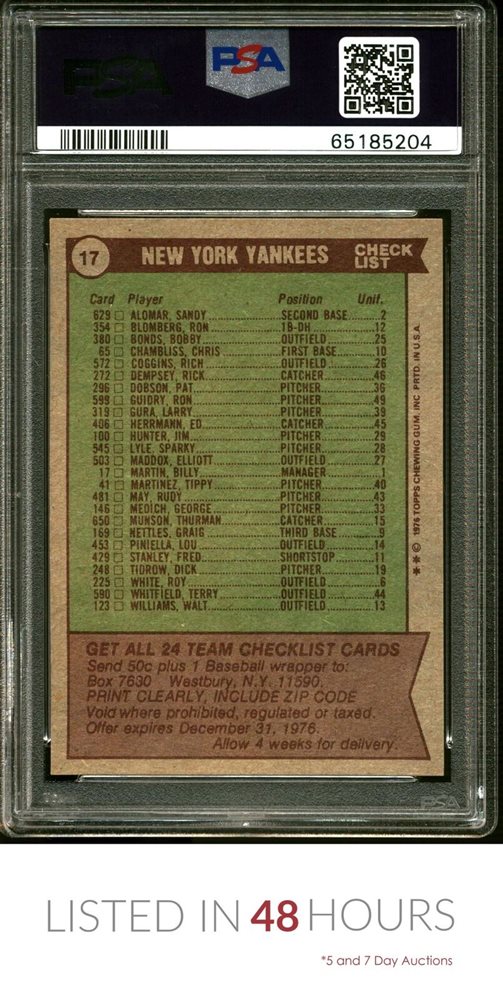 PSA
PSA
65185204
17 NEW YORK YANKEES CHECK LIST
Card Player Position Unif.
629 ALOMAR, SANDY SECOND BASE 2
354 BLOMBERG, RON 1B-DH 12
380 BONDS, BOBBY OUTFIELD 25
65 CHAMBLISS, CHRIS FIRST BASE 10
572 COGGINS, RICH OUTFIELD 26
272 DEMPSEY, RICK CATCHER 46
296 DOBSON, PAT PITCHER 36
599 GUIDRY, RON PITCHER 49
319 GURA, LARRY PITCHER 39
406 HERRMANN, ED CATCHER 45
100 HUNTER, JIM PITCHER 29
545 LYLE, SPARKY PITCHER 28
503 MADDOX, ELLIOTT OUTFIELD 27
17 MARTIN, BILLY MANAGER 1
41 MARTINEZ, TIPPY PITCHER 40
481 MAY, RUDY PITCHER 43
146 MEDICH, GEORGE PITCHER 33
650 MUNSON, THURMAN CATCHER 15
169 NETTLES, GRAIG THIRD BASE 9
453 PINIELLA, LOU OUTFIELD 14
429 STANLEY, FRED SHORTSTOP 11
248 TIDROW, DICK PITCHER 19
225 WHITE, ROY OUTFIELD 6
590 WHITFIELD, TERRY OUTFIELD 44
123 WILLIAMS, WALT OUTFIELD 13
** © 1976 TOPPS CHEWING GUM, INC. PRTD. IN U.S.A.
GET ALL 24 TEAM CHECKLIST CARDS
Send 50c plus 1 Baseball wrapper to:
Box 7630 Westbury, N.Y. 11590.
PRINT CLEARLY, INCLUDE ZIP CODE
Void where prohibited, regulated or taxed.
Offer expires December 31, 1976.
Allow 4 weeks for delivery.
PSA
LISTED IN 48 HOURS
*5 and 7 Day Auctions